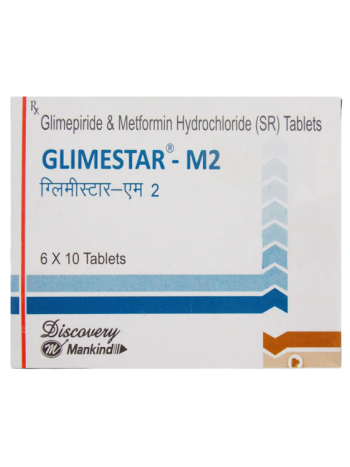 Rx
Glimepiride & Metformin Hydrochloride (SR) Tablets
GLIMESTAR® - M2
ग्लिमीस्टार–एम 2
6 X 10 Tablets
Discovery
M Mankind